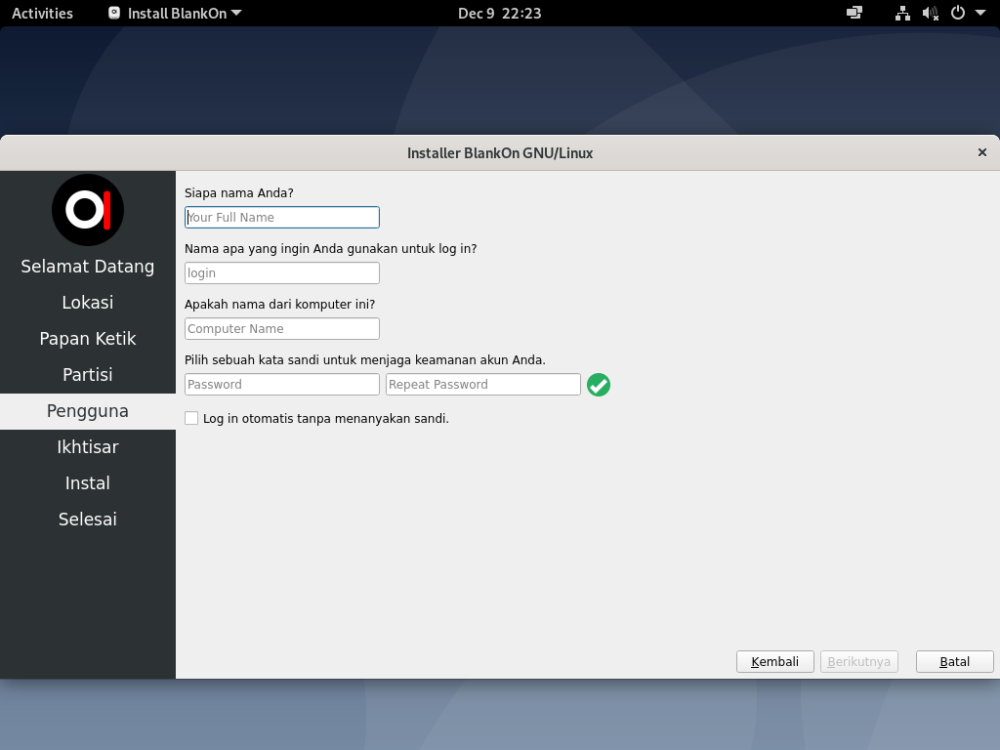 Activities Install BlankOn Dec 9 22:23
Installer BlankOn GNU/Linux
Selamat Datang
Lokasi
Papan Ketik
Partisi
Pengguna
Ikhtisar
Instal
Selesai
Siapa nama Anda?
Your Full Name
Nama apa yang ingin Anda gunakan untuk log in?
login
Apakah nama dari komputer ini?
Computer Name
Pilih sebuah kata sandi untuk menjaga keamanan akun Anda.
Password Repeat Password
Log in otomatis tanpa menanyakan sandi.
Kembali Berikutnya Batal